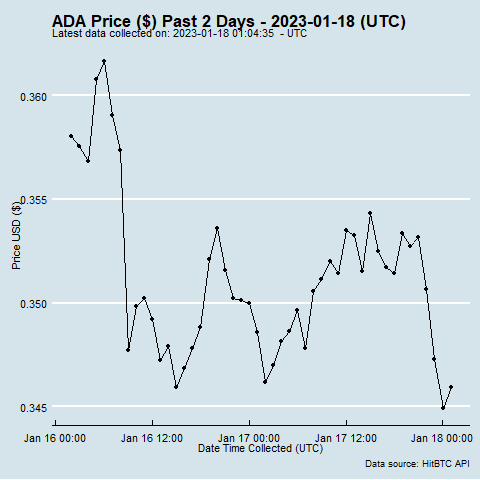 ADA Price ($) Past 2 Days - 2023-01-18 (UTC)
Latest data collected on: 2023-01-18 01:04:35  - UTC
0.360
0.355
0.350
0.345
Price USD ($)
Jan 16 00:00 Jan 16 12:00 Jan 17 00:00 Jan 17 12:00 Jan 18 00:00
Date Time Collected (UTC)
Data source: HitBTC API